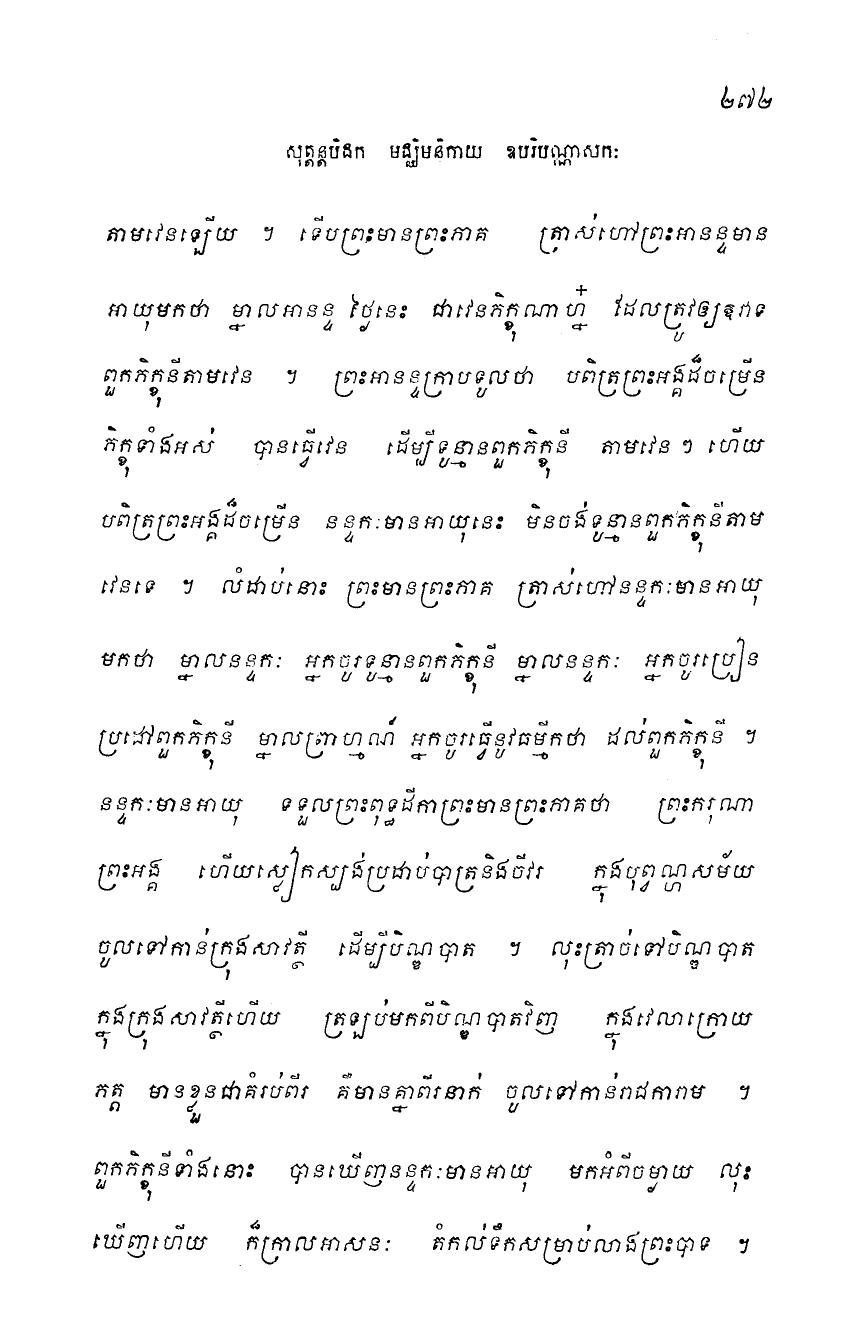 ២៧២
សុត្តន្តបិដក មជ្ឈិមនិកាយ ឧបរិបណ្ណាសកៈ
តាមវេនឡើយ ។ ទើបព្រះមានព្រះភាគ ត្រាស់ហៅព្រះអានន្ទមាន
អាយុមកថា ម្នាលអានន្ទ ថ្ងៃនេះ ជាវេនភិក្ខុណាហ្ន៎ ដែលត្រូវឲ្យឱវាទ
ពួកភិក្ខុនីតាមវេន ។ ព្រះអានន្ទក្រាបទូលថា បពិត្រព្រះអង្គដ៏ចម្រើន
ភិក្ខុទាំងអស់ បានធ្វើវេន ដើម្បីទូន្មានពួកភិក្ខុនី តាមវេនៗ ហើយ
បពិត្រព្រះអង្គដ៏ចម្រើន នន្ទកៈមានអាយុនេះ មិនចង់ទូន្មានពួកភិក្ខុនីតាម
វេនទេ ។ លំដាប់នោះ ព្រះមានព្រះភាគ ត្រាស់ហៅនន្ទកៈមានអាយុ
មកថា ម្នាលនន្ទកៈ អ្នកចូរទូន្មានពួកភិក្ខុនី ម្នាលនន្ទកៈ អ្នកចូរប្រៀន
ប្រដៅពួកភិក្ខុនី ម្នាលព្រាហ្មណ៍ អ្នកចូរធ្វើនូវធម្មីកថា ដល់ពួកភិក្ខុនី ។
នន្ទកៈមានអាយុ ទទួលព្រះពុទ្ធដីកាព្រះមានព្រះភាគថា ព្រះករុណា
ព្រះអង្គ ហើយស្លៀកស្បង់ប្រដាប់បាត្រនិងចីវរ ក្នុងបុព្វណ្ហសម័យ
ចូលទៅកាន់ក្រុងសាវត្ថី ដើម្បីបិណ្ឌបាត ។ លុះត្រាច់ទៅបិណ្ឌបាត
ក្នុងក្រុងសាវត្ថីហើយ ត្រឡប់មកពីបិណ្ឌបាតវិញ ក្នុងវេលាក្រោយ
ភត្ត មានខ្លួនជាគំរប់ពីរ គឺមានគ្នាពីរនាក់ ចូលទៅកាន់រាជការាម ។
ពួកភិក្ខុនីទាំងនោះ បានឃើញនន្ទកៈមានអាយុ មកអំពីចម្ងាយ លុះ
ឃើញហើយ ក៏ក្រាលអាសនៈ តំកល់ទឹកសម្រាប់លាងព្រះបាទ ។